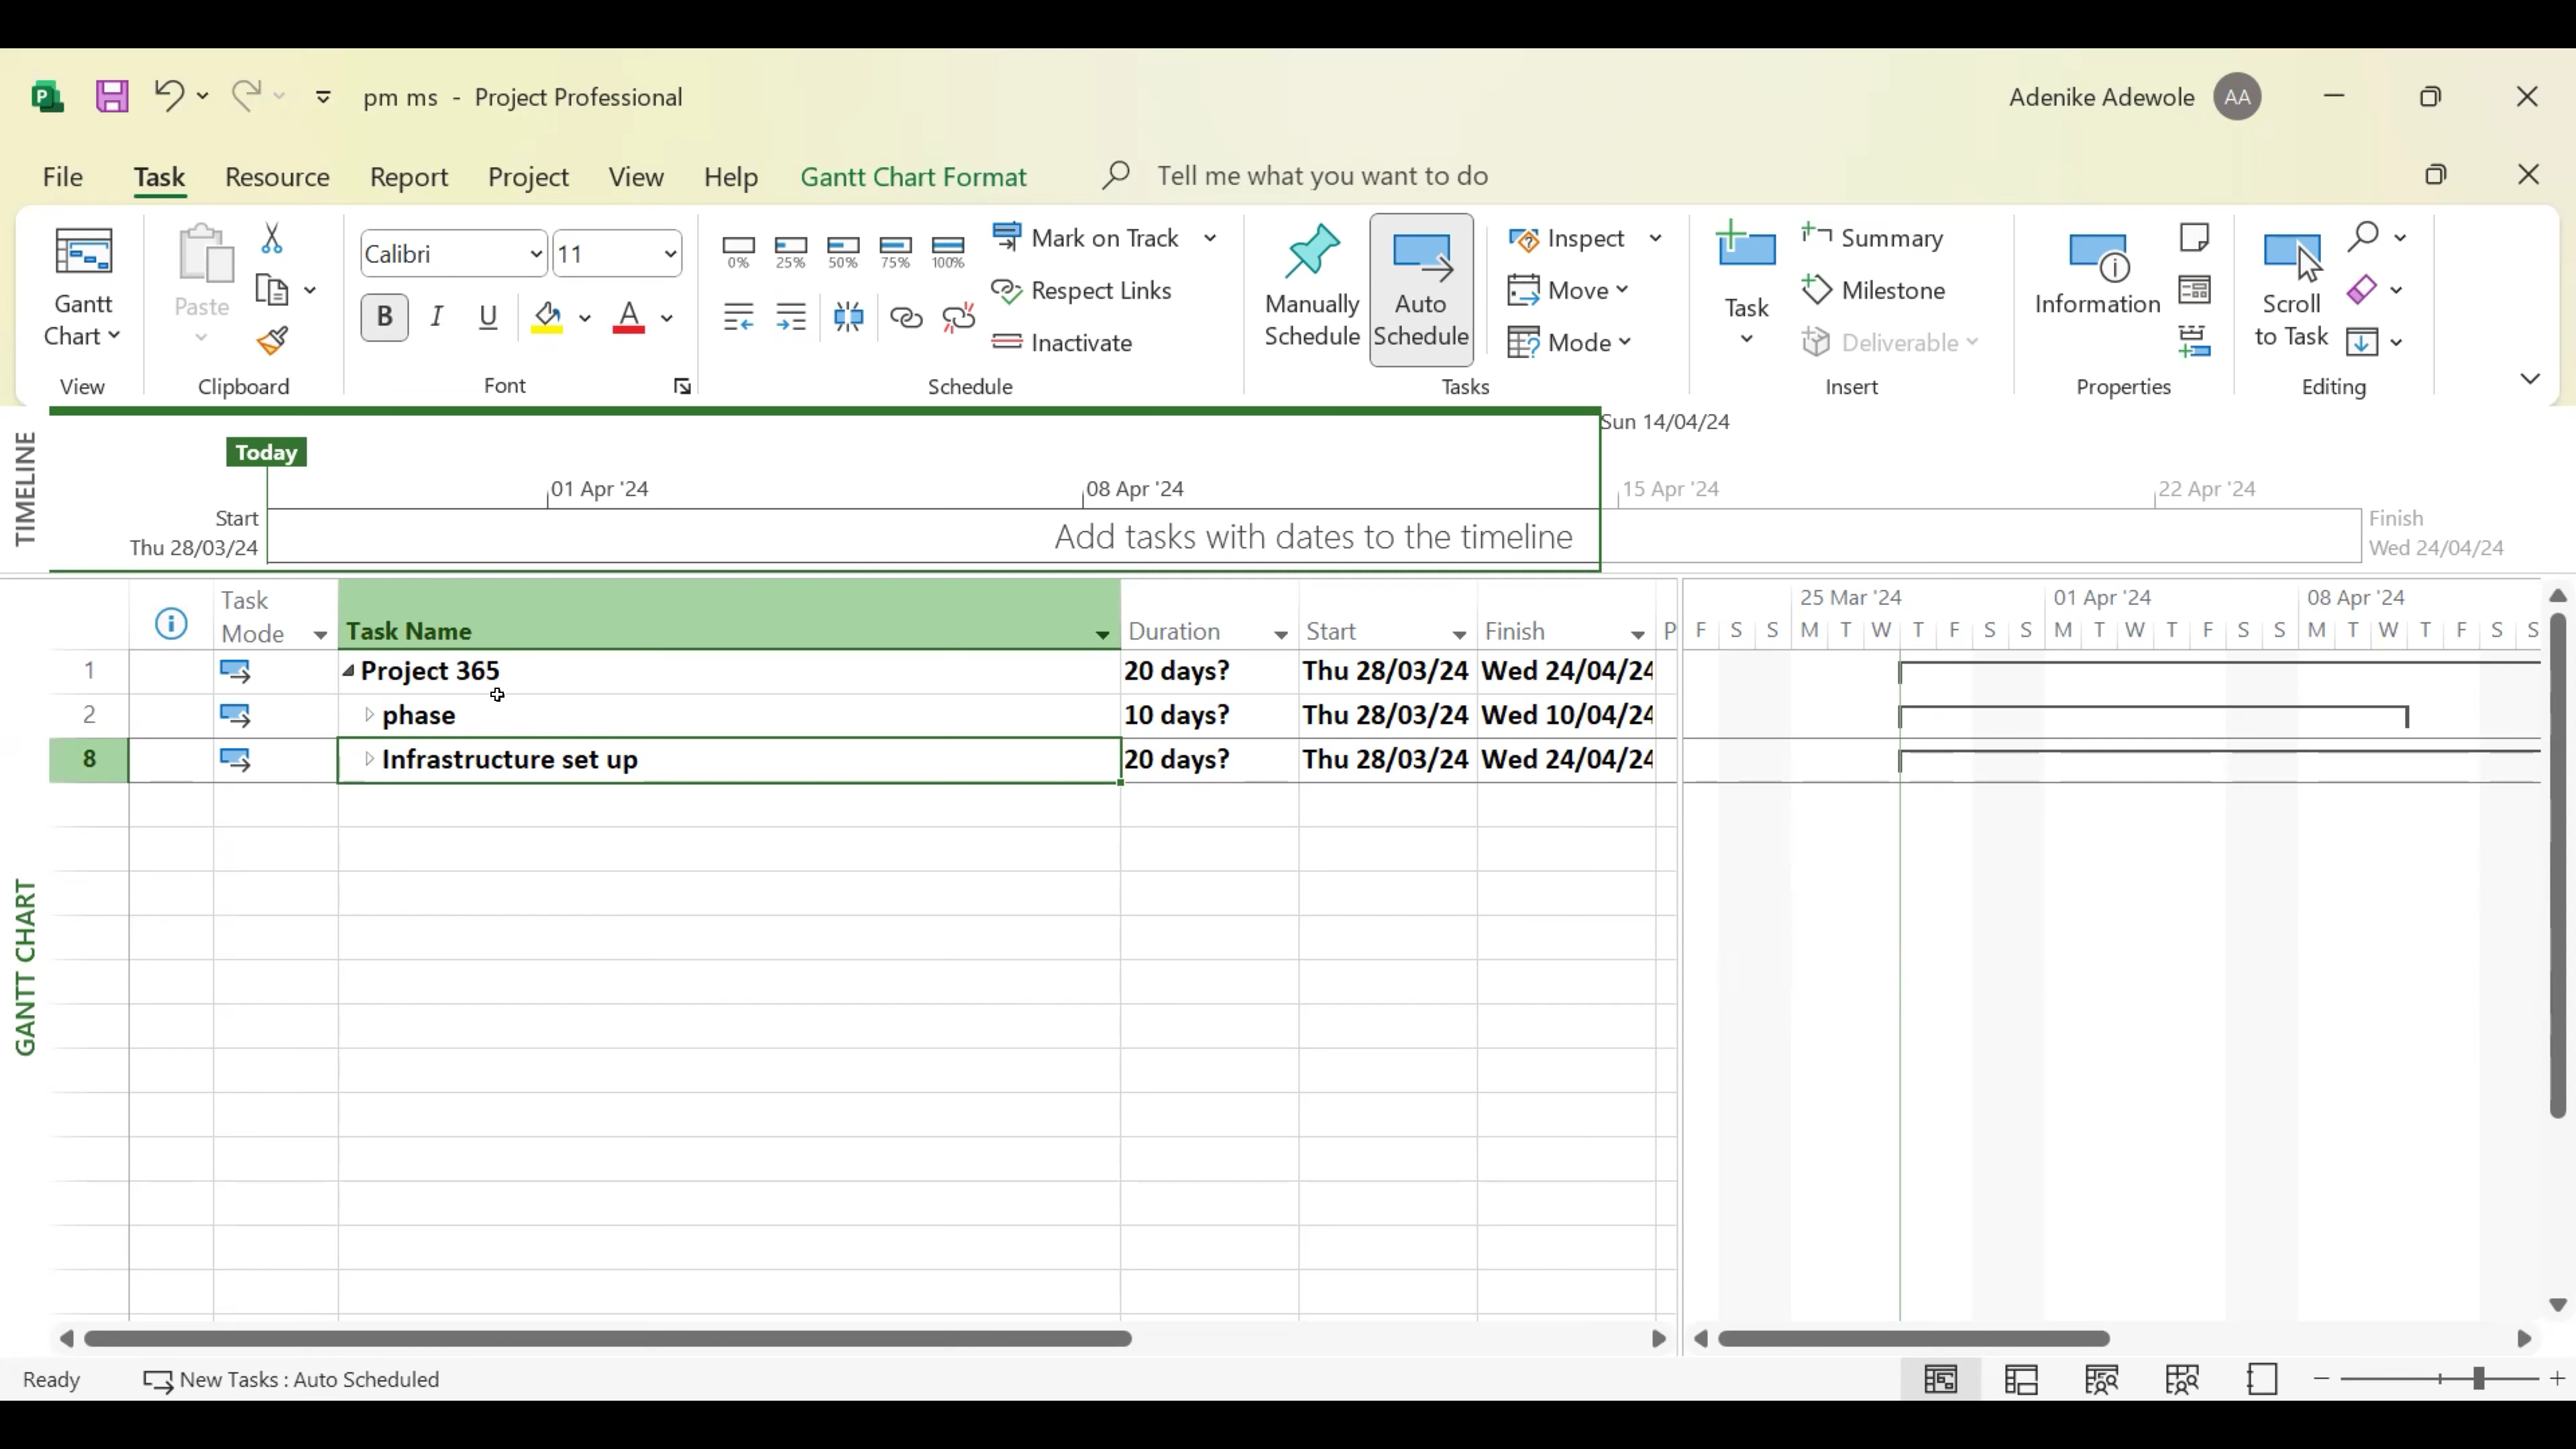 pm ms - Project Professional
Adenike Adewole AA
File Task Resource Report Project View Help Gantt Chart Format Tell me what you want to do
Gantt
Chart
View
Paste
Clipboard
Calibri 11
B I U A
Font
0% 25% 50% 75% 100%
Mark on Track
Respect Links
Inactivate
Schedule
Manually
Schedule
Auto
Schedule
Inspect
Move
Mode
Tasks
Task
Summary
Milestone
Deliverable
Insert
Information
Properties
Scroll
to Task
Editing
TIMELINE
Sun 14/04/24
Today
01 Apr '24 08 Apr '24 15 Apr '24 22 Apr '24
Start
Thu 28/03/24
Add tasks with dates to the timeline
Finish
Wed 24/04/24
GANTT CHART
Task
Mode
Task Name Duration Start Finish P
25 Mar '24 01 Apr '24 08 Apr '24
F S S M T W T F S S M T W T F S S M T W T F S S
1 Project 365 20 days? Thu 28/03/24 Wed 24/04/24
2 phase 10 days? Thu 28/03/24 Wed 10/04/24
8 Infrastructure set up 20 days? Thu 28/03/24 Wed 24/04/24
Ready New Tasks : Auto Scheduled